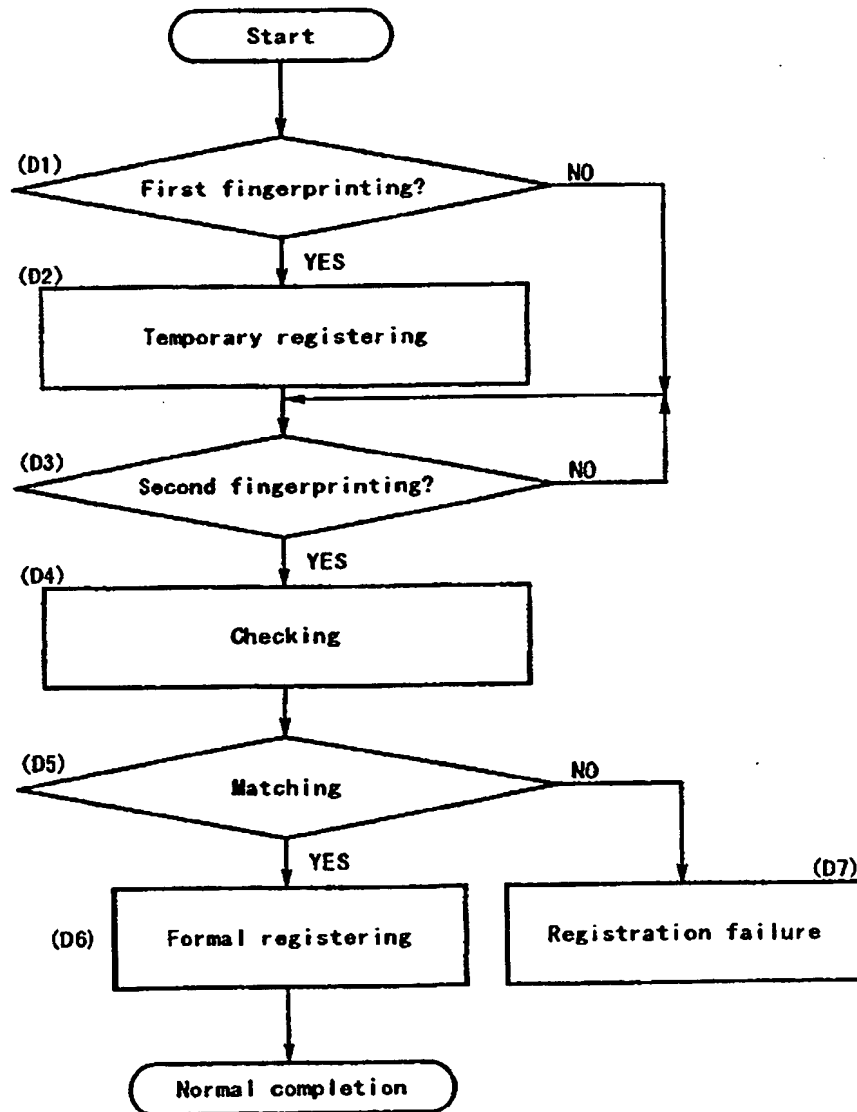 Start
(D1)
First fingerprinting?
NO
YES
(D2)
Temporary registering
(D3)
Second fingerprinting?
NO
YES
(D4)
Checking
(D5)
Matching
NO
YES
(D7)
(D6)
Formal registering
Registration failure
Normal completion